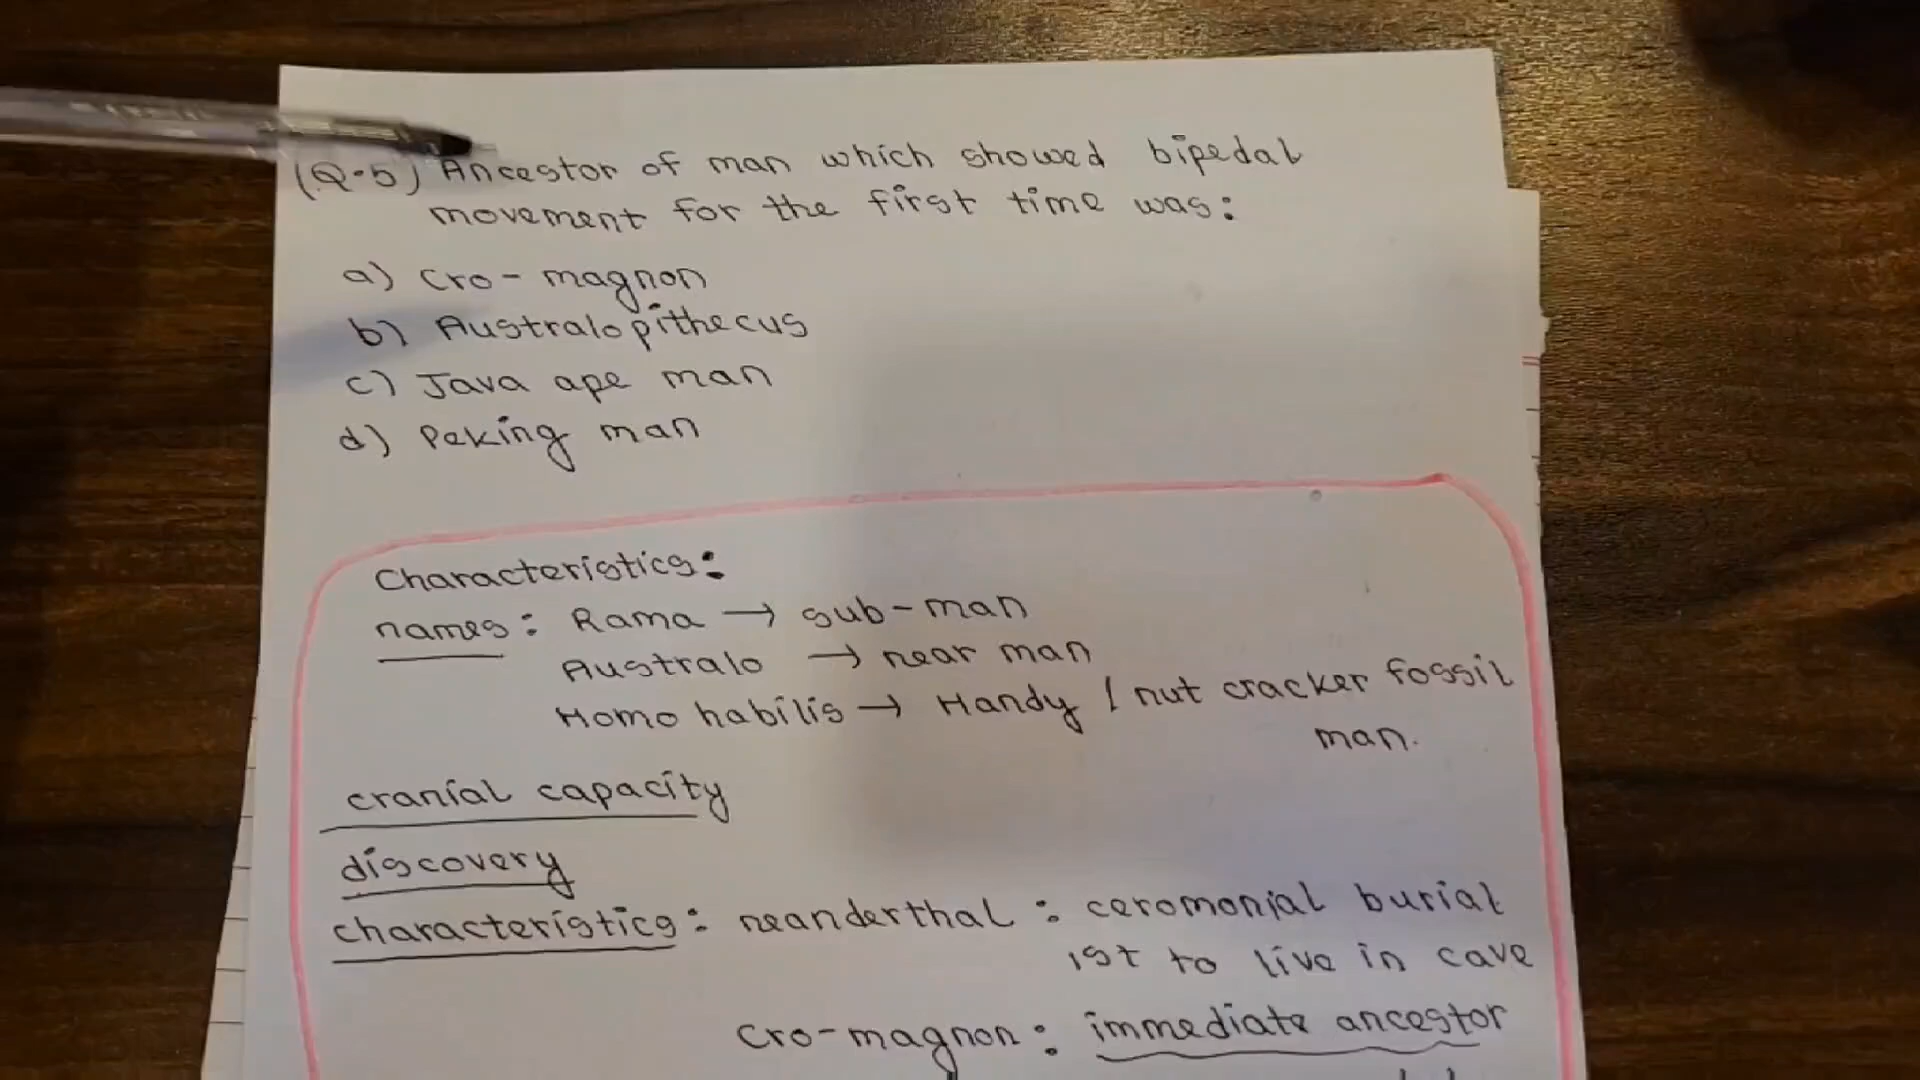 (Q.5) Ancestor of man which showed bipedal
movement for the first time was:
a) Cro-magnon
b) Australopithecus
c) Java ape man
d) Peking man
Characteristics:
names: Rama → sub-man
Australo → near man
Homo habilis → Handy / nut cracker fossil
man.
cranial capacity
discovery
characteristics: neanderthal : ceromonial burial
1st to live in cave
Cro-magnon : immediate ancestor